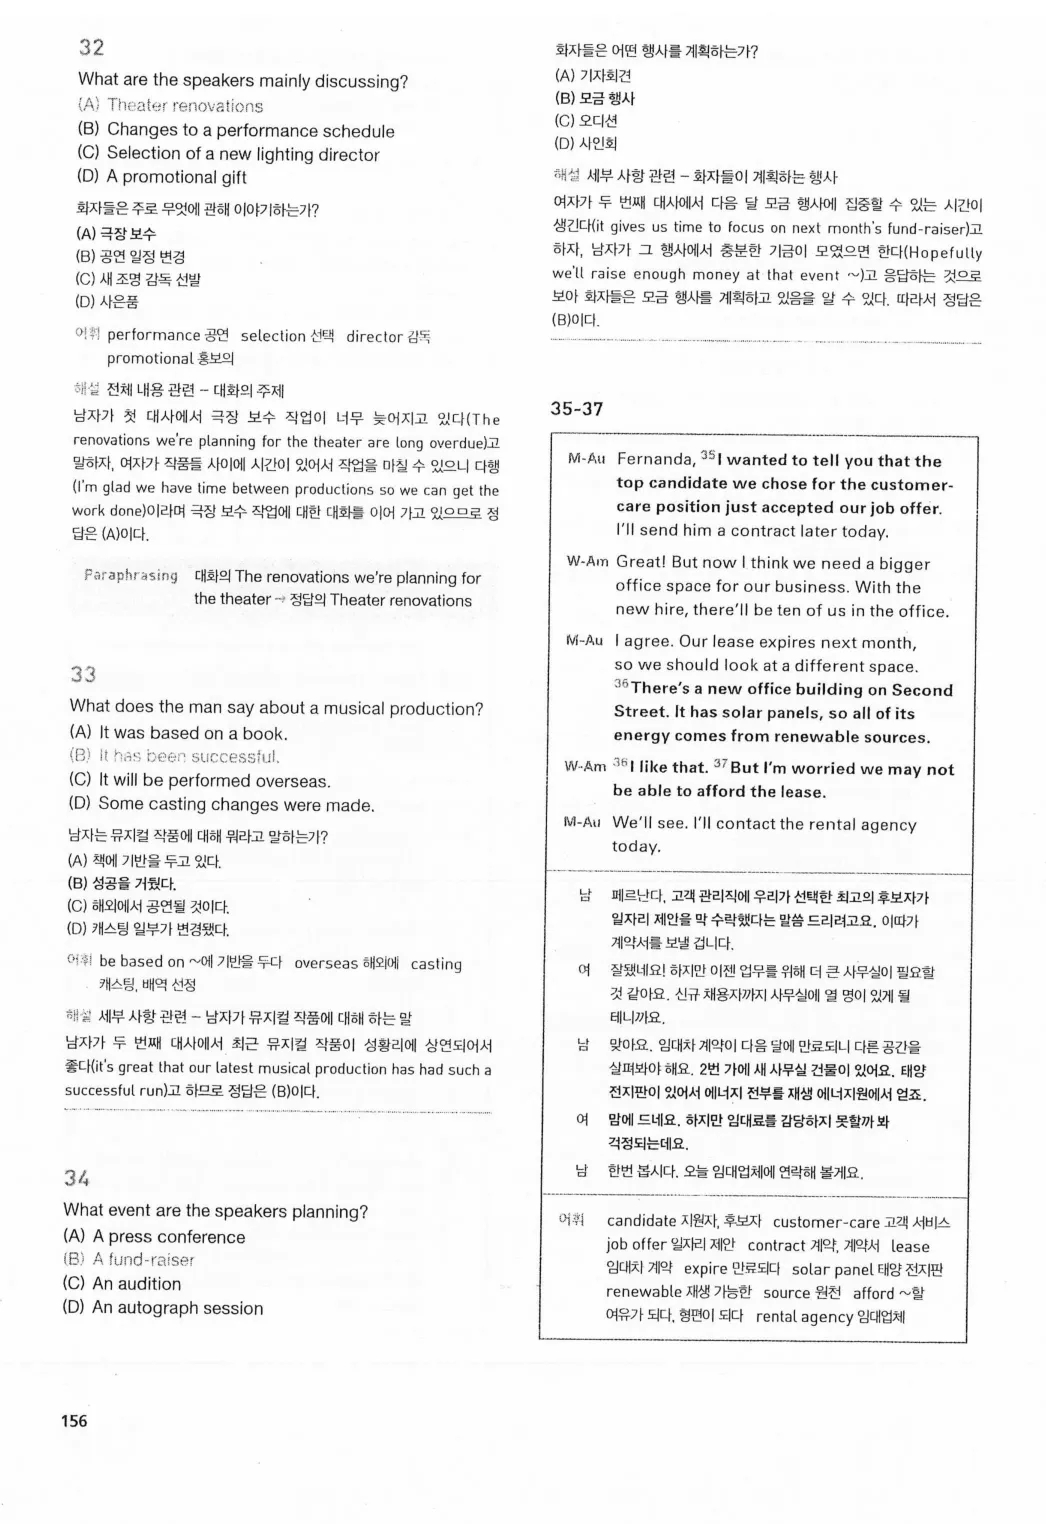 32
What are the speakers mainly discussing?
(A) Theater renovations
(B) Changes to a performance schedule
(C) Selection of a new lighting director
(D) A promotional gift
화자들은 주로 무엇에 관해 이야기하는가?
(A) 극장 보수
(B) 공연 일정 변경
(C) 새 조명 감독 선발
(D) 사은품
어휘 performance 공연 selection 선택 director 감독
promotional 홍보의
해설 전체 내용 관련 – 대화의 주제
남자가 첫 대사에서 극장 보수 작업이 너무 늦어지고 있다(The
renovations we're planning for the theater are long overdue)고
말하자, 여자가 작품들 사이에 시간이 있어서 작업을 마칠 수 있으니 다행
(I'm glad we have time between productions so we can get the
work done)이라며 극장 보수 작업에 대한 대화를 이어 가고 있으므로 정
답은 (A)이다.
Paraphrasing 대화의 The renovations we're planning for
the theater → 정답의 Theater renovations
33
What does the man say about a musical production?
(A) It was based on a book.
(B) It has been successful.
(C) It will be performed overseas.
(D) Some casting changes were made.
남자는 뮤지컬 작품에 대해 뭐라고 말하는가?
(A) 책에 기반을 두고 있다.
(B) 성공을 거뒀다.
(C) 해외에서 공연될 것이다.
(D) 캐스팅 일부가 변경됐다.
어휘 be based on ~에 기반을 두다 overseas 해외에 casting
캐스팅, 배역 선정
해설 세부 사항 관련 – 남자가 뮤지컬 작품에 대해 하는 말
남자가 두 번째 대사에서 최근 뮤지컬 작품이 성황리에 상연되어서
좋다(it's great that our latest musical production has had such a
successful run)고 하므로 정답은 (B)이다.
34
What event are the speakers planning?
(A) A press conference
(B) A fund-raiser
(C) An audition
(D) An autograph session
화자들은 어떤 행사를 계획하는가?
(A) 기자회견
(B) 모금 행사
(C) 오디션
(D) 사인회
해설 세부 사항 관련 – 화자들이 계획하는 행사
여자가 두 번째 대사에서 다음 달 모금 행사에 집중할 수 있는 시간이
생긴다(it gives us time to focus on next month's fund-raiser)고
하자, 남자가 그 행사에서 충분한 기금이 모였으면 한다(Hopefully
we'll raise enough money at that event ~)고 응답하는 것으로
보아 화자들은 모금 행사를 계획하고 있음을 알 수 있다. 따라서 정답은
(B)이다.
35-37
M-Au Fernanda, 35I wanted to tell you that the
top candidate we chose for the customer-
care position just accepted our job offer.
I'll send him a contract later today.
W-Am Great! But now I think we need a bigger
office space for our business. With the
new hire, there'll be ten of us in the office.
M-Au I agree. Our lease expires next month,
so we should look at a different space.
36There's a new office building on Second
Street. It has solar panels, so all of its
energy comes from renewable sources.
W-Am 36I like that. 37But I'm worried we may not
be able to afford the lease.
M-Au We'll see. I'll contact the rental agency
today.
남 페르난다, 고객 관리직에 우리가 선택한 최고의 후보자가
일자리 제안을 막 수락했다는 말씀 드리려고요. 이따가
계약서를 보낼 겁니다.
여 잘됐네요! 하지만 이젠 업무를 위해 더 큰 사무실이 필요할
것 같아요. 신규 채용자까지 사무실에 열 명이 있게 될
테니까요.
남 맞아요. 임대차 계약이 다음 달에 만료되니 다른 공간을
살펴봐야 해요. 2번 가에 새 사무실 건물이 있어요. 태양
전지판이 있어서 에너지 전부를 재생 에너지원에서 얻죠.
여 맘에 드네요. 하지만 임대료를 감당하지 못할까 봐
걱정되는데요.
남 한번 봅시다. 오늘 임대업체에 연락해 볼게요.
어휘 candidate 지원자, 후보자 customer-care 고객 서비스
job offer 일자리 제안 contract 계약, 계약서 lease
임대차 계약 expire 만료되다 solar panel 태양 전지판
renewable 재생 가능한 source 원천 afford ~할
여유가 되다, 형편이 되다 rental agency 임대업체
156